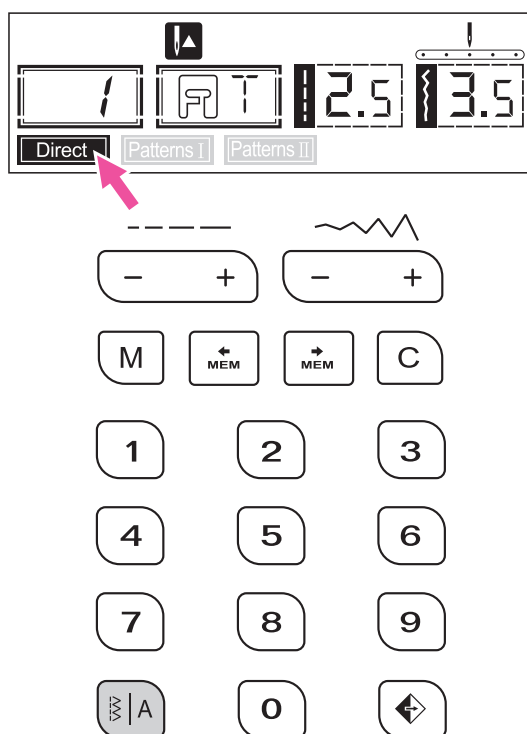 1 T 2.5 3.5
Direct Patterns I Patterns II
- + - +
M MEM MEM C
1 2 3
4 5 6
7 8 9
A 0